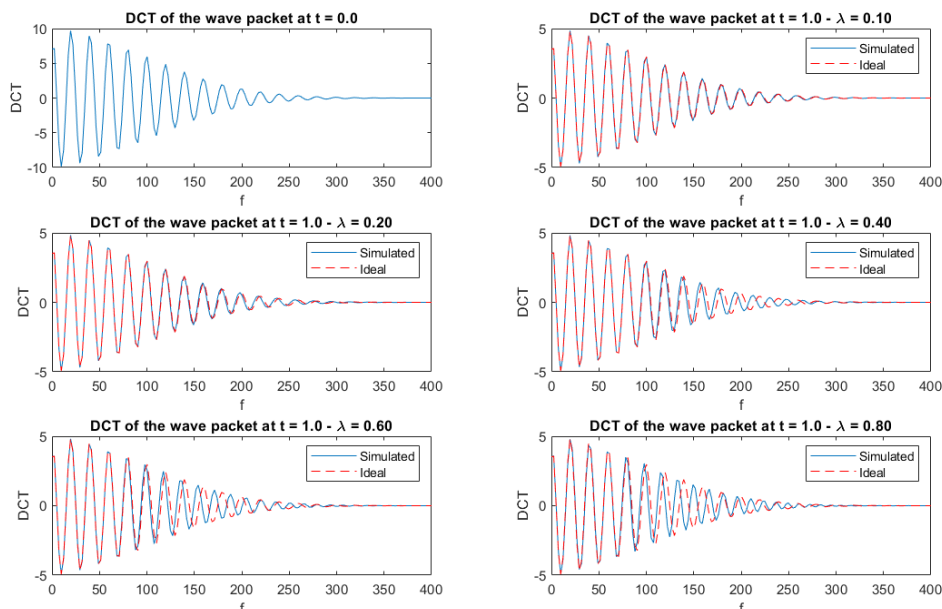 DCT of the wave packet at t = 0.0
10
5
0
-5
-10
DCT
0 50 100 150 200 250 300 350 400
f
DCT of the wave packet at t = 1.0 - λ = 0.10
5
0
-5
DCT
Simulated
Ideal
0 50 100 150 200 250 300 350 400
f
DCT of the wave packet at t = 1.0 - λ = 0.20
5
0
-5
DCT
Simulated
Ideal
0 50 100 150 200 250 300 350 400
f
DCT of the wave packet at t = 1.0 - λ = 0.40
5
0
-5
DCT
Simulated
Ideal
0 50 100 150 200 250 300 350 400
f
DCT of the wave packet at t = 1.0 - λ = 0.60
5
0
-5
DCT
Simulated
Ideal
0 50 100 150 200 250 300 350 400
f
DCT of the wave packet at t = 1.0 - λ = 0.80
5
0
-5
DCT
Simulated
Ideal
0 50 100 150 200 250 300 350 400
f